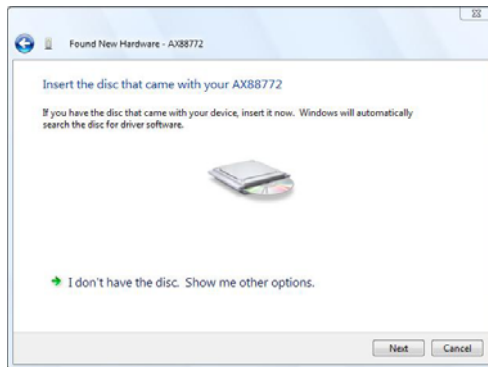 Found New Hardware - AX88772
Insert the disc that came with your AX88772
If you have the disc that came with your device, insert it now. Windows will automatically
search the disc for driver software.
I don't have the disc. Show me other options.
Next Cancel